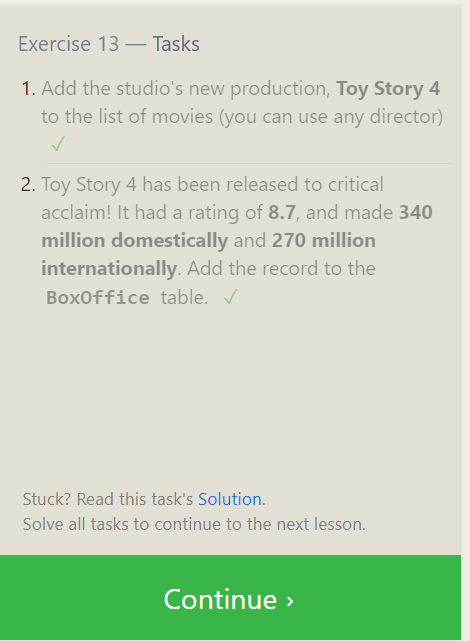 Exercise 13 — Tasks
1. Add the studio's new production, Toy Story 4
to the list of movies (you can use any director)
✓
2. Toy Story 4 has been released to critical
acclaim! It had a rating of 8.7, and made 340
million domestically and 270 million
internationally. Add the record to the
BoxOffice table. ✓
Stuck? Read this task's Solution.
Solve all tasks to continue to the next lesson.
Continue ›